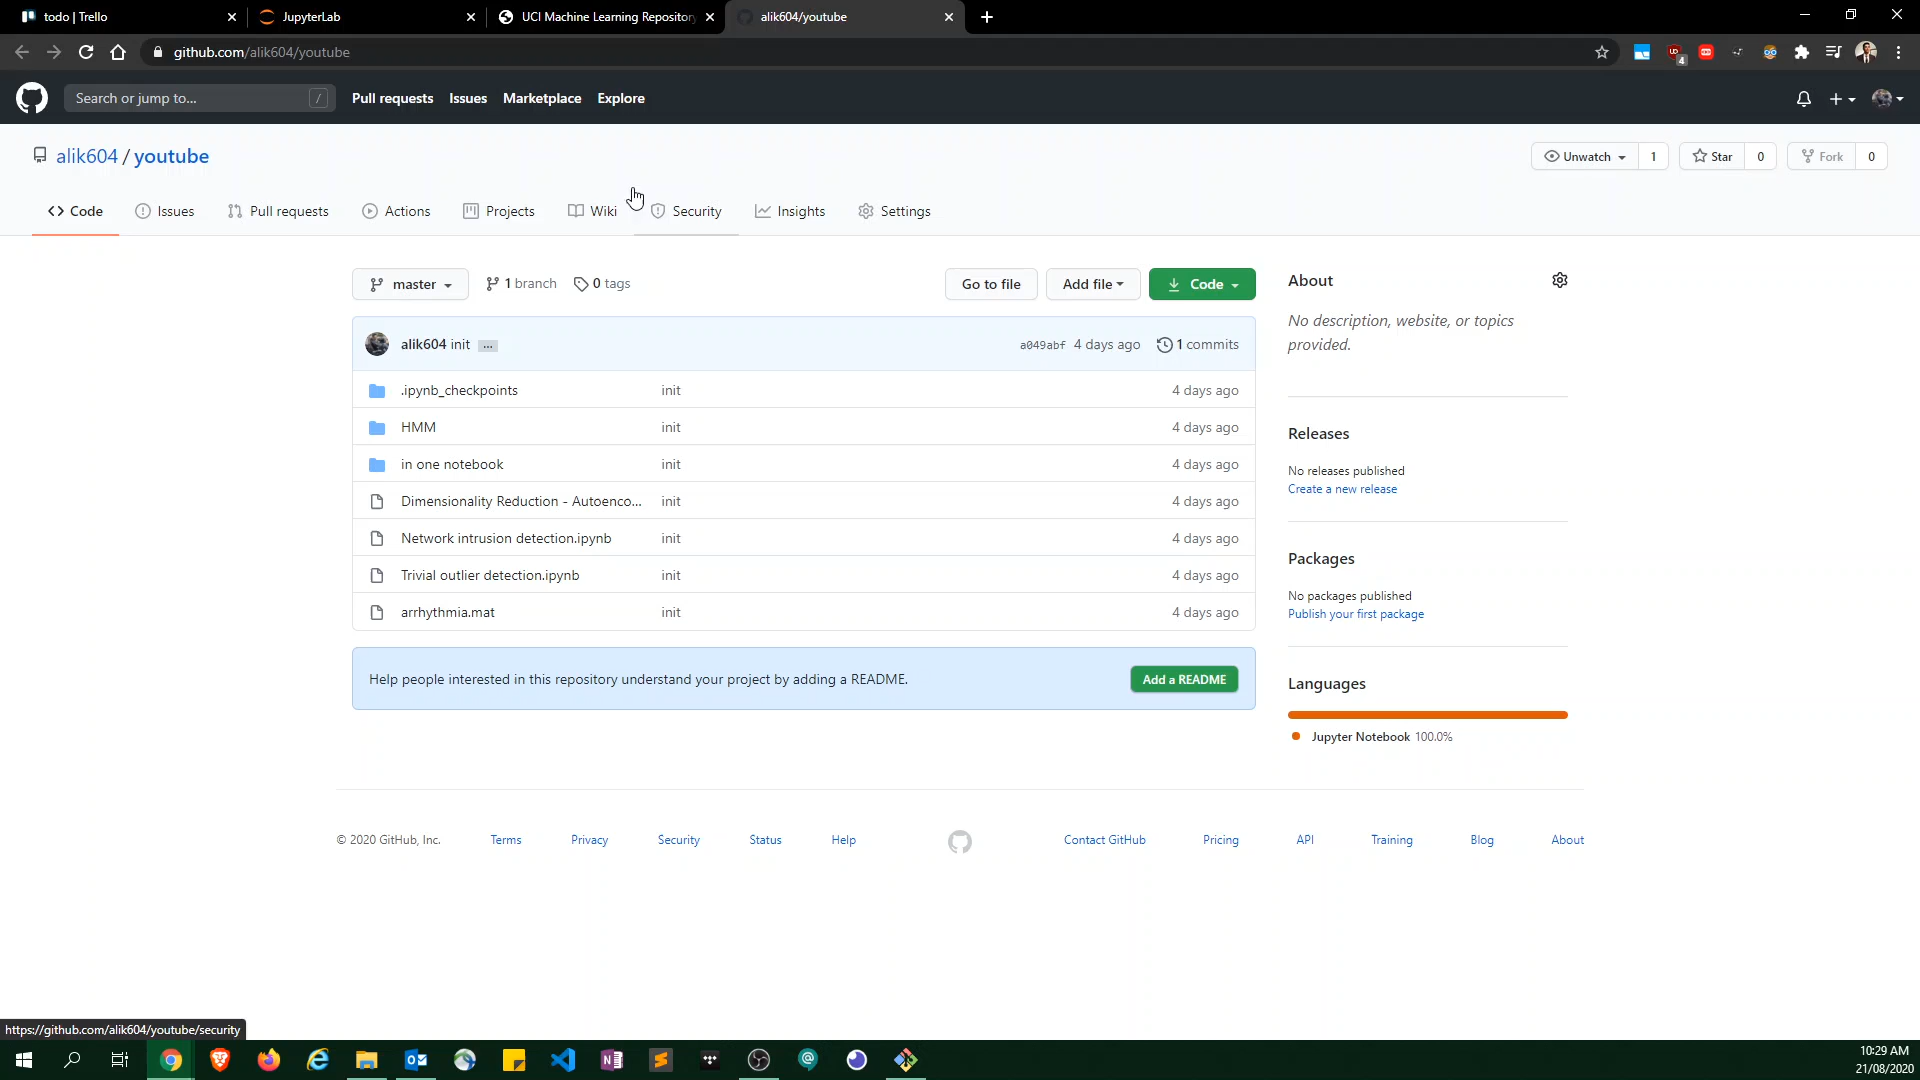 todo | Trello
JupyterLab
UCI Machine Learning Repository
alik604/youtube
github.com/alik604/youtube
4
Search or jump to...
/
Pull requests
Issues
Marketplace
Explore
alik604 / youtube
Unwatch
1
Star
0
Fork
0
Code
Issues
Pull requests
Actions
Projects
Wiki
Security
Insights
Settings
master
1 branch
0 tags
Go to file
Add file
Code
alik604 init ...
a049abf 4 days ago
1 commits
.ipynb_checkpoints init 4 days ago
HMM init 4 days ago
in one notebook init 4 days ago
Dimensionality Reduction - Autoenco... init 4 days ago
Network intrusion detection.ipynb init 4 days ago
Trivial outlier detection.ipynb init 4 days ago
arrhythmia.mat init 4 days ago
Help people interested in this repository understand your project by adding a README.
Add a README
About
No description, website, or topics
provided.
Releases
No releases published
Create a new release
Packages
No packages published
Publish your first package
Languages
Jupyter Notebook 100.0%
© 2020 GitHub, Inc.
Terms
Privacy
Security
Status
Help
Contact GitHub
Pricing
API
Training
Blog
About
https://github.com/alik604/youtube/security
10:29 AM
21/08/2020